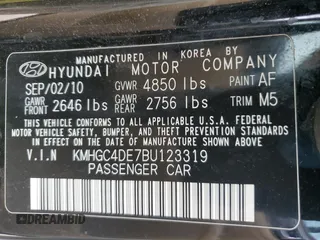 MANUFACTURED IN KOREA BY
HYUNDAI MOTOR COMPANY
SEP/02/10 GVWR 4850 lbs PAINT AF
GAWR FRONT 2646 lbs GAWR REAR 2756 lbs TRIM M5
THIS VEHICLE CONFORMS TO ALL APPLICABLE U.S. FEDERAL MOTOR VEHICLE
SAFETY, BUMPER, AND THEFT PREVENTION STANDARDS IN
EFFECT ON THE DATE OF MANUFACTURE SHOWN ABOVE.
V.I.N KMHGC4DE7BU123319
PASSENGER CAR
DREAMBID